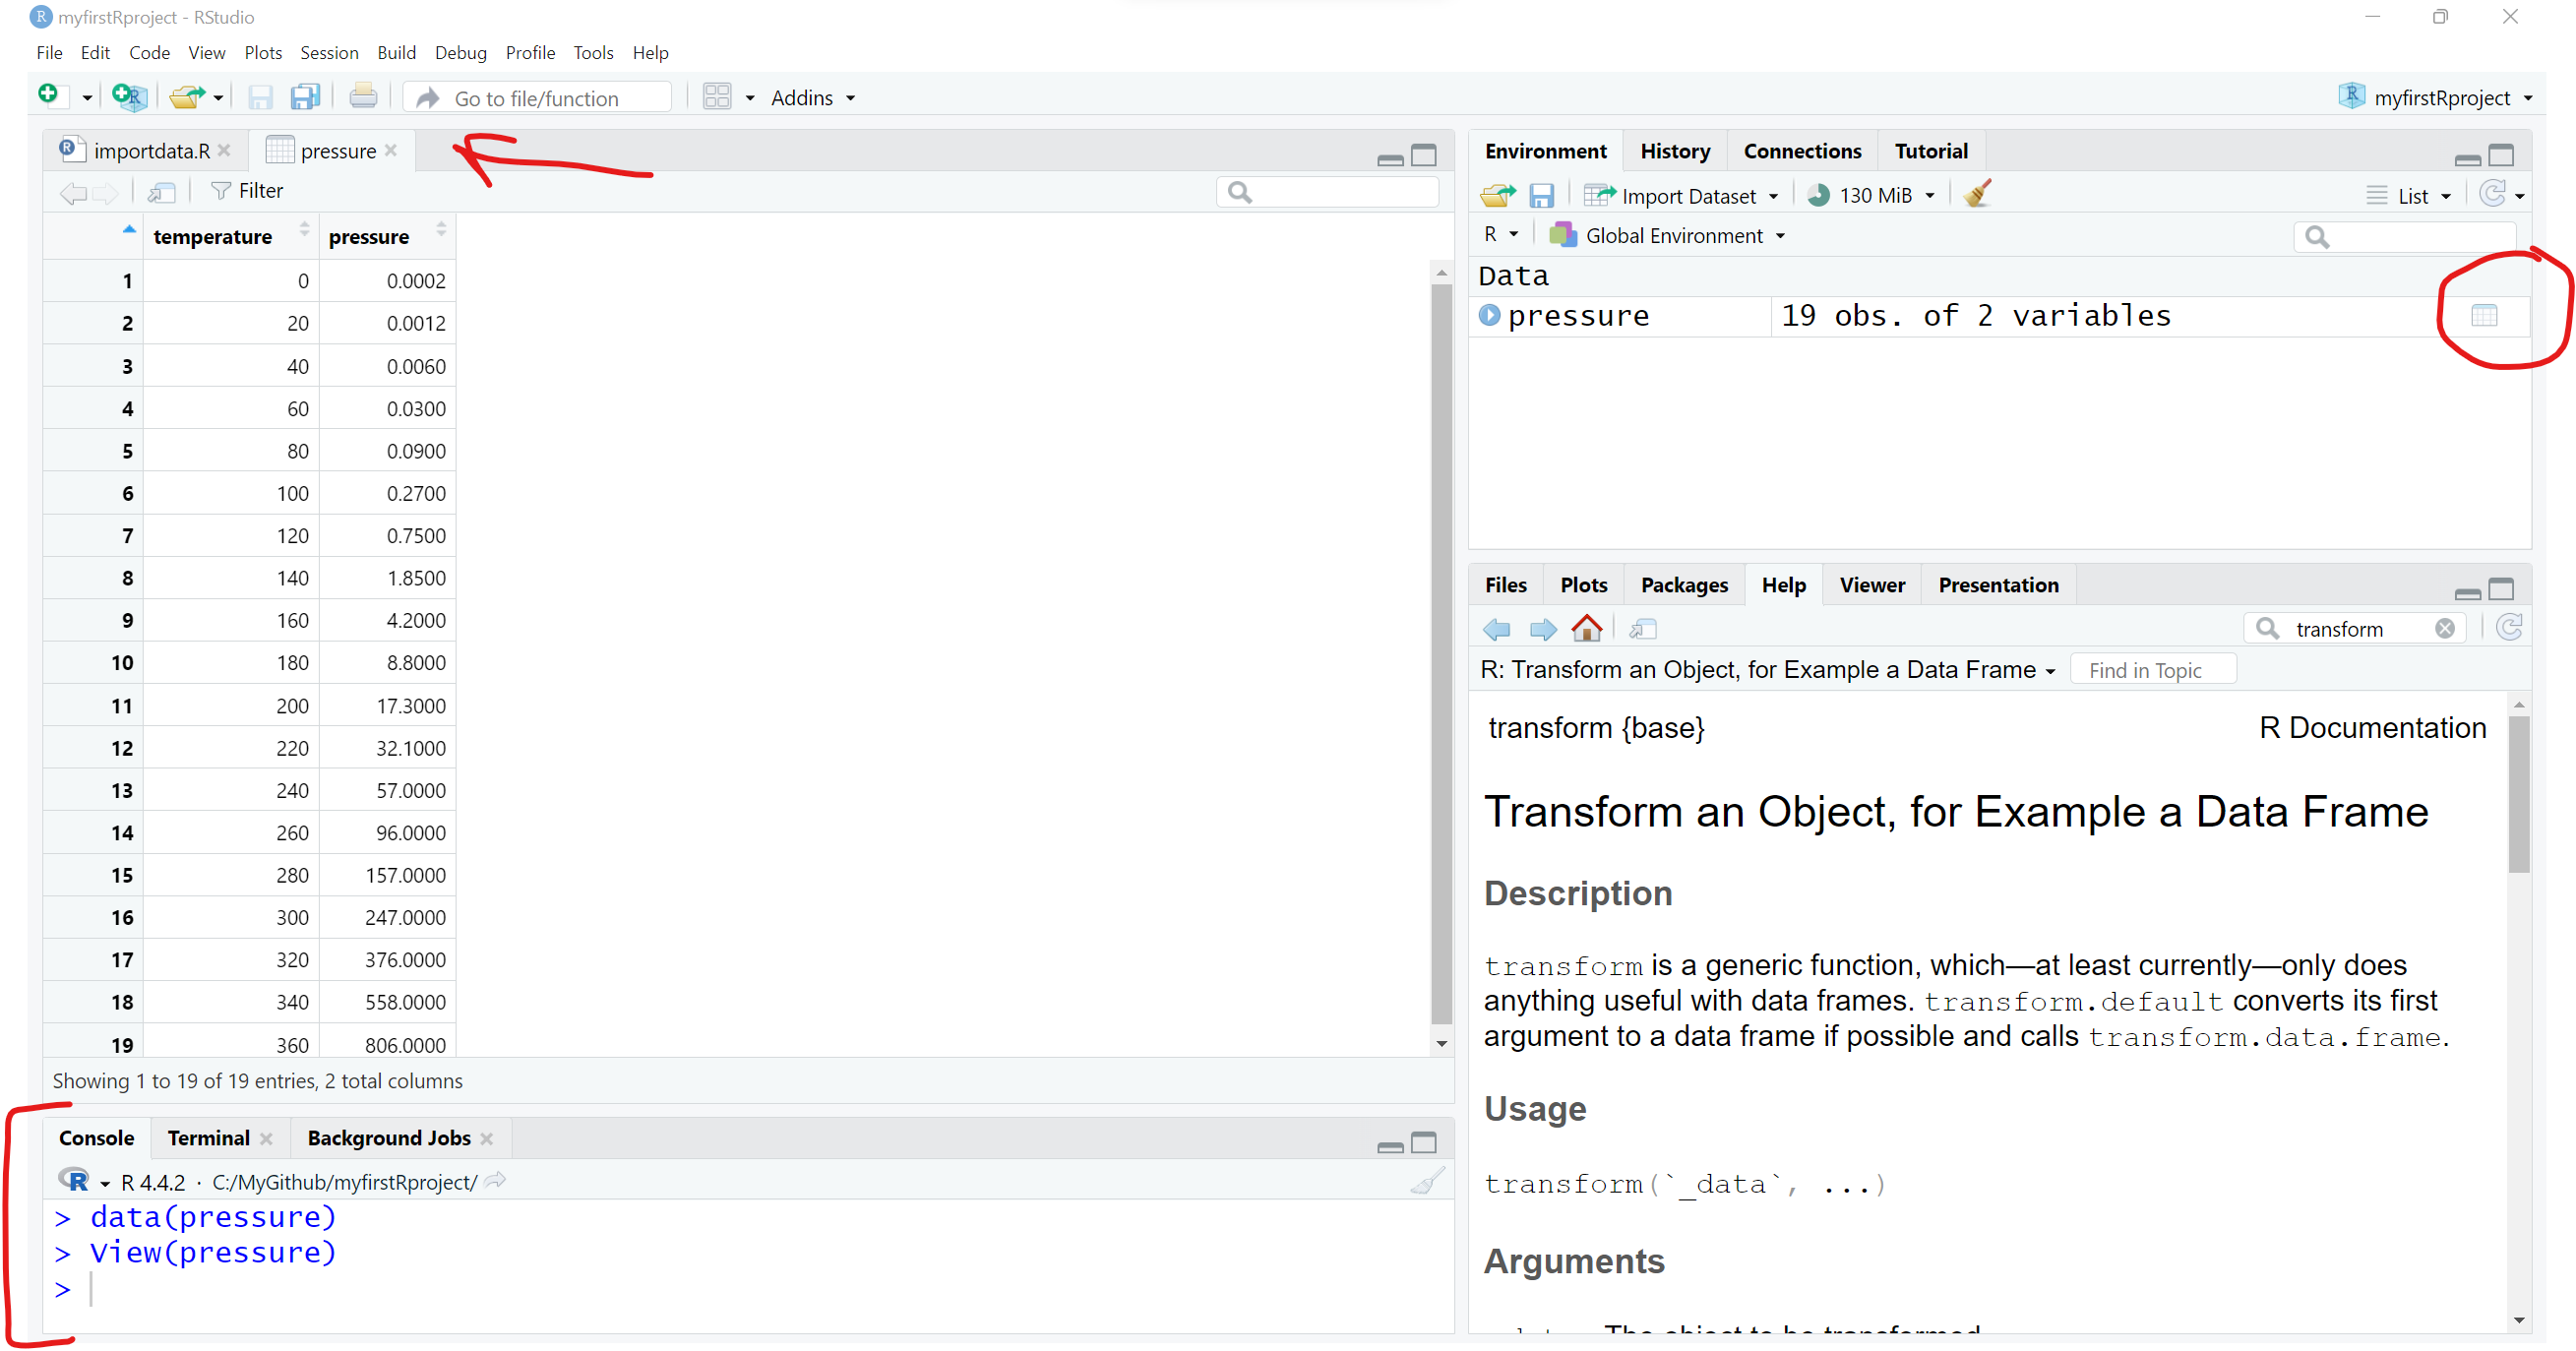 myfirstRproject - RStudio
File Edit Code View Plots Session Build Debug Profile Tools Help
Go to file/function
Addins
myfirstRproject
importdata.R
pressure
Filter
temperature pressure
1 0 0.0002
2 20 0.0012
3 40 0.0060
4 60 0.0300
5 80 0.0900
6 100 0.2700
7 120 0.7500
8 140 1.8500
9 160 4.2000
10 180 8.8000
11 200 17.3000
12 220 32.1000
13 240 57.0000
14 260 96.0000
15 280 157.0000
16 300 247.0000
17 320 376.0000
18 340 558.0000
19 360 806.0000
Showing 1 to 19 of 19 entries, 2 total columns
Console Terminal Background Jobs
R 4.4.2 · C:/MyGithub/myfirstRproject/
> data(pressure)
> View(pressure)
>
Environment History Connections Tutorial
Import Dataset 130 MiB List
R Global Environment
Data
pressure 19 obs. of 2 variables
Files Plots Packages Help Viewer Presentation
transform
R: Transform an Object, for Example a Data Frame Find in Topic
transform {base} R Documentation
Transform an Object, for Example a Data Frame
Description
transform is a generic function, which—at least currently—only does
anything useful with data frames. transform.default converts its first
argument to a data frame if possible and calls transform.data.frame.
Usage
transform(`_data`, ...)
Arguments
The object to be transformed